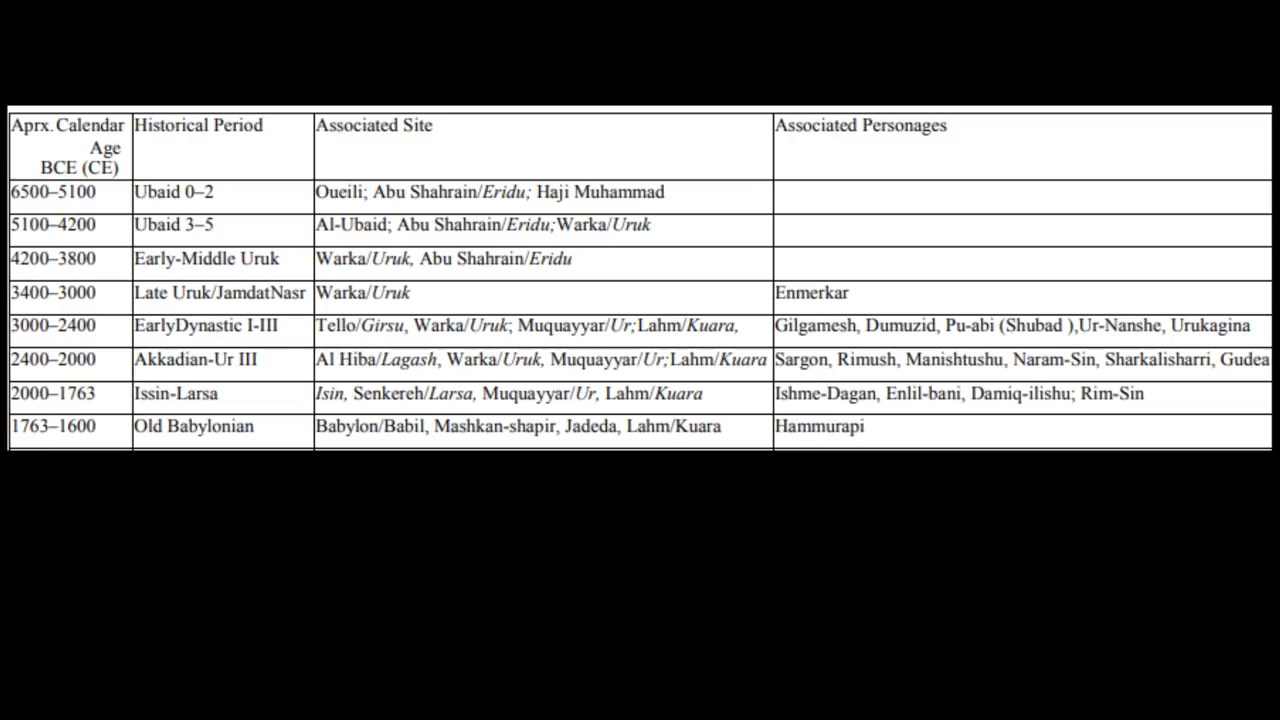 Aprx. Calendar Historical Period Associated Site Associated Personages
Age
BCE (CE)
6500–5100 Ubaid 0–2 Oueili; Abu Shahrain/Eridu; Haji Muhammad
5100–4200 Ubaid 3–5 Al-Ubaid; Abu Shahrain/Eridu;Warka/Uruk
4200–3800 Early-Middle Uruk Warka/Uruk, Abu Shahrain/Eridu
3400–3000 Late Uruk/JamdatNasr Warka/Uruk Enmerkar
3000–2400 EarlyDynastic I-III Tello/Girsu, Warka/Uruk; Muquayyar/Ur;Lahm/Kuara, Gilgamesh, Dumuzid, Pu-abi (Shubad ),Ur-Nanshe, Urukagina
2400–2000 Akkadian-Ur III Al Hiba/Lagash, Warka/Uruk, Muquayyar/Ur;Lahm/Kuara Sargon, Rimush, Manishtushu, Naram-Sin, Sharkalisharri, Gudea
2000–1763 Issin-Larsa Isin, Senkereh/Larsa, Muquayyar/Ur, Lahm/Kuara Ishme-Dagan, Enlil-bani, Damiq-ilishu; Rim-Sin
1763–1600 Old Babylonian Babylon/Babil, Mashkan-shapir, Jadeda, Lahm/Kuara Hammurapi